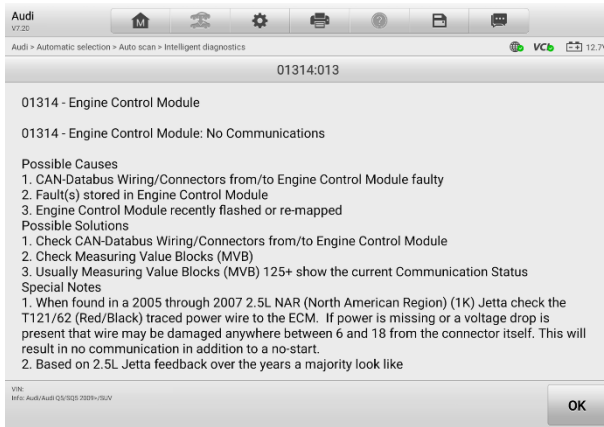 Audi
V7.20
M
?
Audi > Automatic selection > Auto scan > Intelligent diagnostics
VCI 12.7V
01314:013
01314 - Engine Control Module
01314 - Engine Control Module: No Communications
Possible Causes
1. CAN-Databus Wiring/Connectors from/to Engine Control Module faulty
2. Fault(s) stored in Engine Control Module
3. Engine Control Module recently flashed or re-mapped
Possible Solutions
1. Check CAN-Databus Wiring/Connectors from/to Engine Control Module
2. Check Measuring Value Blocks (MVB)
3. Usually Measuring Value Blocks (MVB) 125+ show the current Communication Status
Special Notes
1. When found in a 2005 through 2007 2.5L NAR (North American Region) (1K) Jetta check the
T121/62 (Red/Black) traced power wire to the ECM. If power is missing or a voltage drop is
present that wire may be damaged anywhere between 6 and 18 from the connector itself. This will
result in no communication in addition to a no-start.
2. Based on 2.5L Jetta feedback over the years a majority look like
VIN:
Info: Audi/Audi Q5/SQ5 2009>/SUV
OK